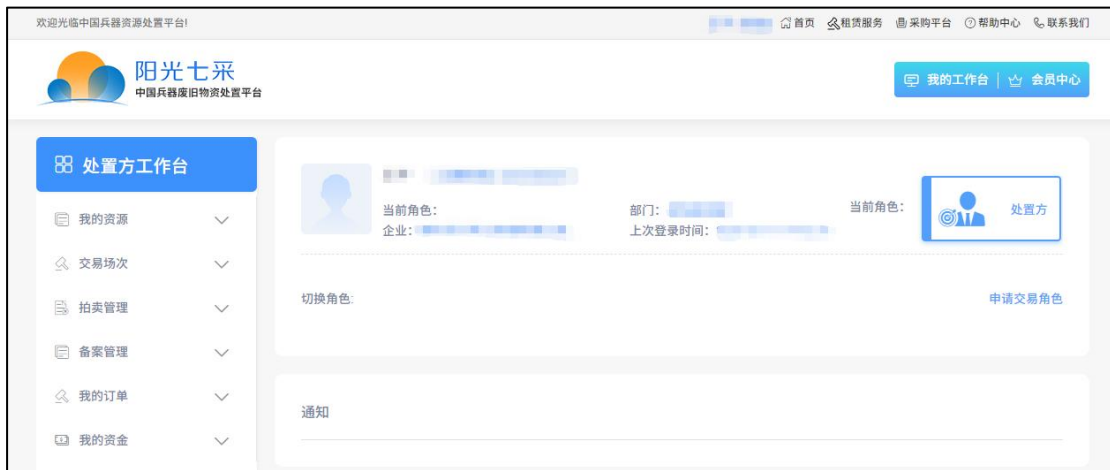 欢迎光临中国兵器资源处置平台!
首页 租赁服务 采购平台 帮助中心 联系我们
阳光七采
中国兵器废旧物资处置平台
我的工作台 | 会员中心
处置方工作台
我的资源
交易场次
拍卖管理
备案管理
我的订单
我的资金
当前角色:
企业:
部门:
上次登录时间:
当前角色:
处置方
切换角色:
申请交易角色
通知